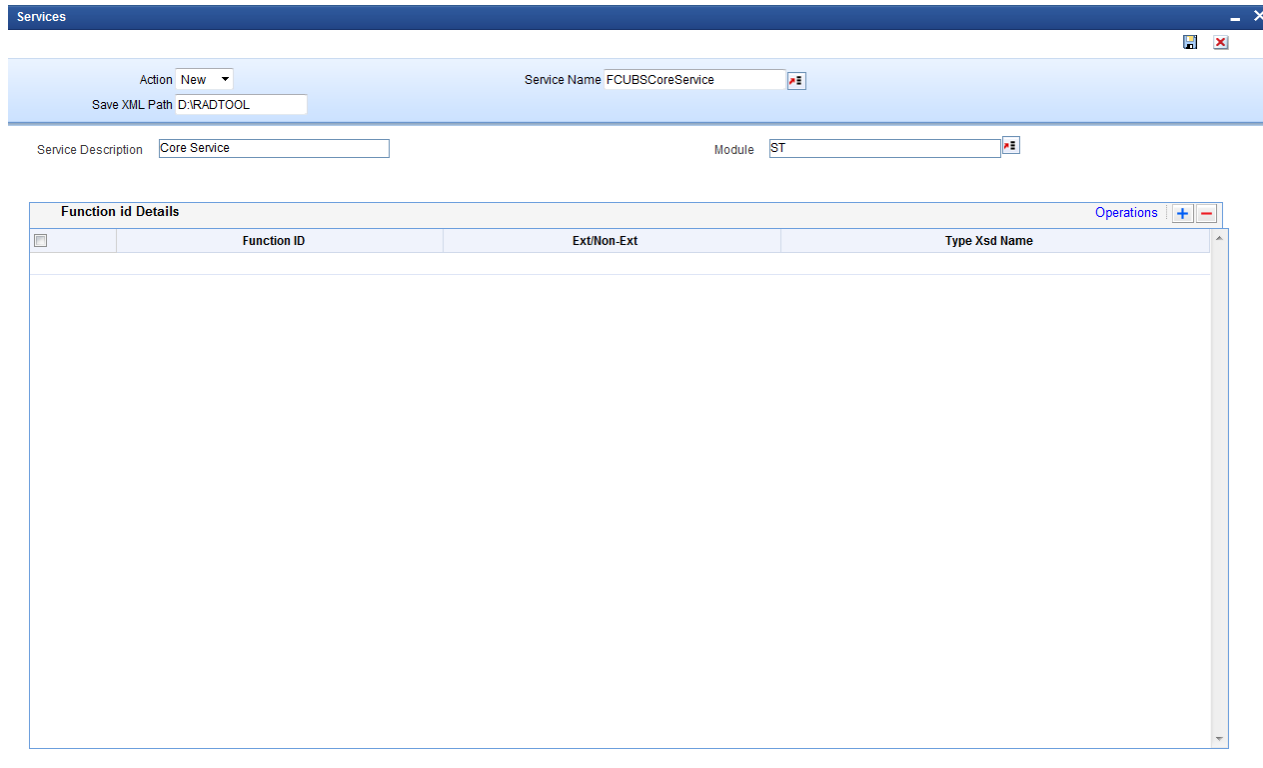 Services
Action New Service Name FCUBSCoreService
Save XML Path D:\RADTOOL
Service Description Core Service Module ST
Function id Details Operations
Function ID Ext/Non-Ext Type Xsd Name